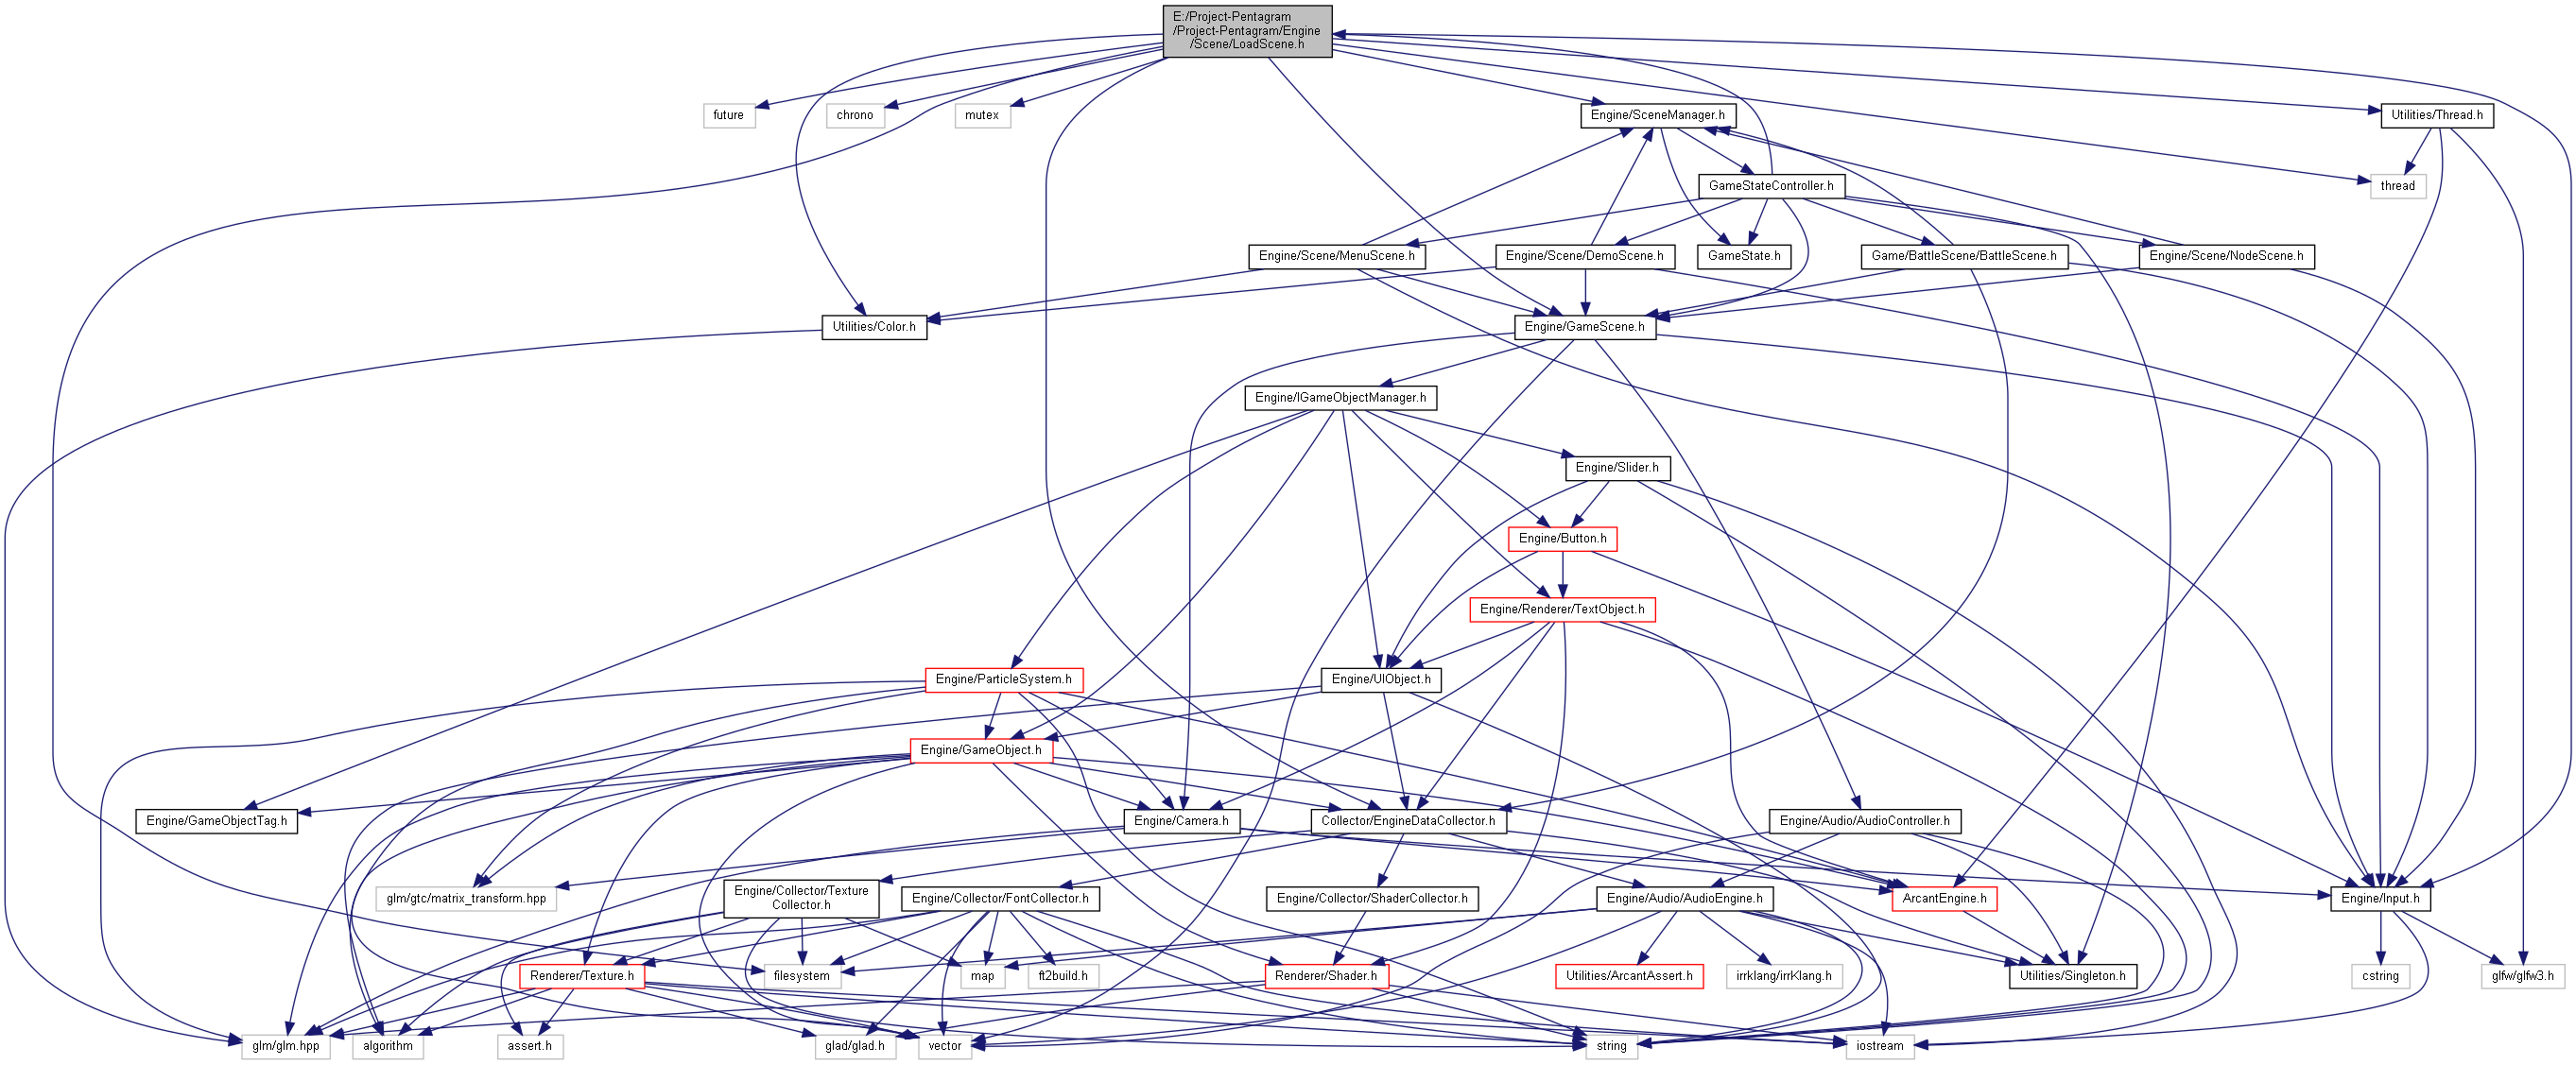 E:/Project-Pentagram
/Project-Pentagram/Engine
/Scene/LoadScene.h
future
chrono
mutex
Engine/SceneManager.h
Utilities/Thread.h
GameStateController.h
thread
Engine/Scene/MenuScene.h
Engine/Scene/DemoScene.h
GameState.h
Game/BattleScene/BattleScene.h
Engine/Scene/NodeScene.h
Utilities/Color.h
Engine/GameScene.h
Engine/IGameObjectManager.h
Engine/Slider.h
Engine/Button.h
Engine/Renderer/TextObject.h
Engine/ParticleSystem.h
Engine/UIObject.h
Engine/GameObject.h
Engine/GameObjectTag.h
Engine/Camera.h
Collector/EngineDataCollector.h
Engine/Audio/AudioController.h
glm/gtc/matrix_transform.hpp
Engine/Collector/Texture
Collector.h
Engine/Collector/FontCollector.h
Engine/Collector/ShaderCollector.h
Engine/Audio/AudioEngine.h
ArcantEngine.h
Engine/Input.h
Renderer/Texture.h
filesystem
map
ft2build.h
Renderer/Shader.h
Utilities/ArcantAssert.h
irrklang/irrKlang.h
Utilities/Singleton.h
cstring
glfw/glfw3.h
glm/glm.hpp
algorithm
assert.h
glad/glad.h
vector
string
iostream